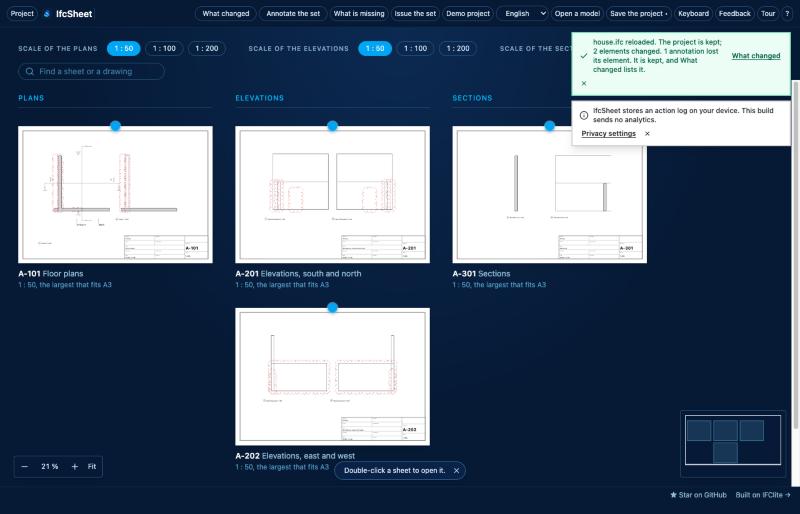 Project IfcSheet What changed Annotate the set What is missing Issue the set Demo project English Open a model Save the project Keyboard Feedback Tour ?
SCALE OF THE PLANS 1 : 50 1 : 100 1 : 200 SCALE OF THE ELEVATIONS 1 : 50 1 : 100 1 : 200 SCALE OF THE SECT
house.ifc reloaded. The project is kept;
2 elements changed. 1 annotation lost
its element. It is kept, and What
changed lists it.
What changed
Find a sheet or a drawing
IfcSheet stores an action log on your device. This build
sends no analytics.
Privacy settings
PLANS ELEVATIONS SECTIONS
A-101 A-201 A-301
A-101 Floor plans
1 : 50, the largest that fits A3
A-201 Elevations, south and north
1 : 50, the largest that fits A3
A-301 Sections
1 : 50, the largest that fits A3
A-202
A-202 Elevations, east and west
1 : 50, the largest that fits A3
Double-click a sheet to open it.
21 % Fit
Star on GitHub Built on IFClite →